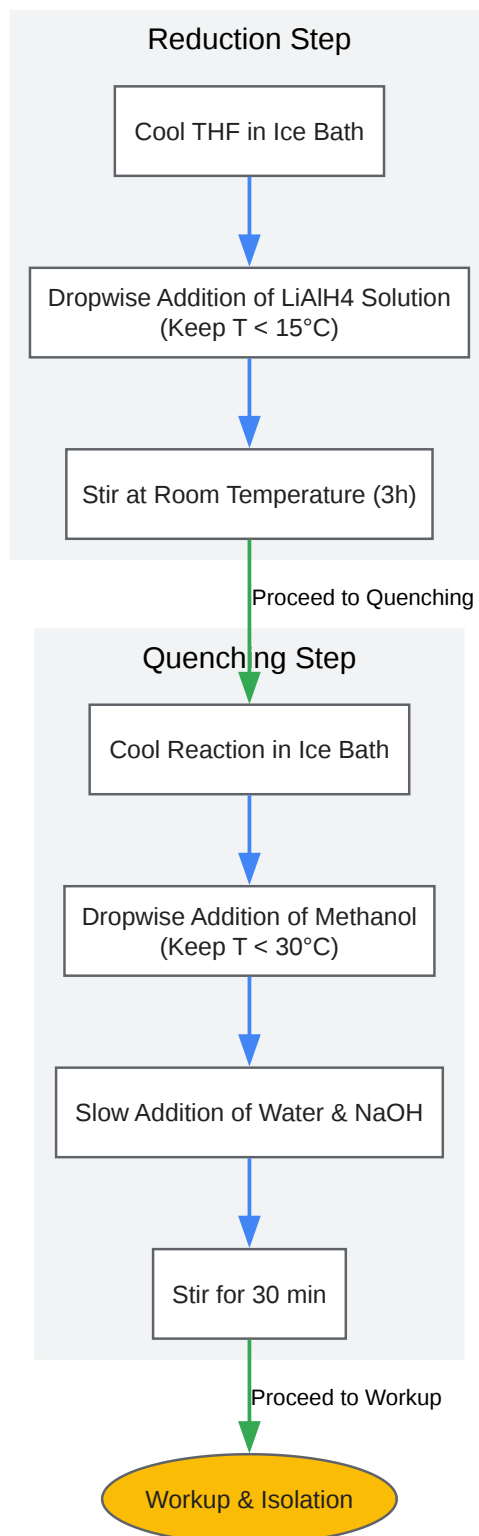 Reduction Step
Cool THF in Ice Bath
Dropwise Addition of LiAlH4 Solution
(Keep T < 15°C)
Stir at Room Temperature (3h)
Proceed to Quenching
Quenching Step
Cool Reaction in Ice Bath
Dropwise Addition of Methanol
(Keep T < 30°C)
Slow Addition of Water & NaOH
Stir for 30 min
Proceed to Workup
Workup & Isolation